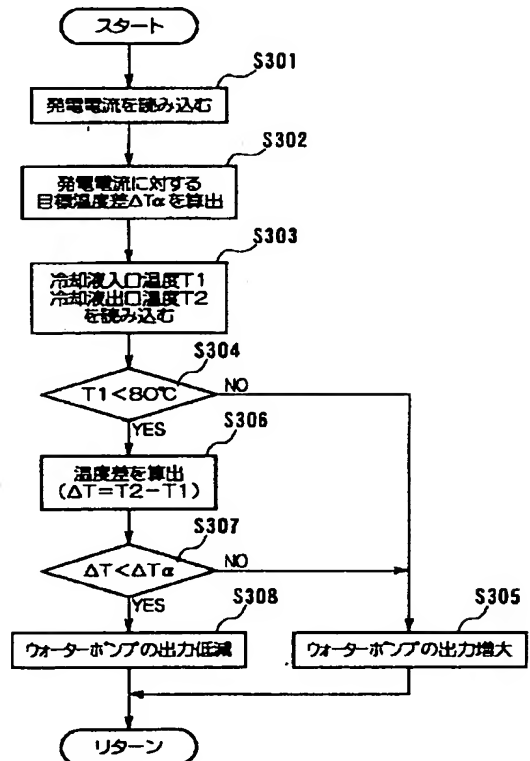 スタート
S301
発電電流を読み込む
S302
発電電流に対する
目標温度差ΔTαを算出
S303
冷却液入口温度T1
冷却液出口温度T2
を読み込む
S304
T1<80℃
NO
YES
S306
温度差を算出
(ΔT=T2-T1)
S307
ΔT<ΔTα
NO
YES
S308
ウォーターポンプの出力低減
S305
ウォーターポンプの出力増大
リターン